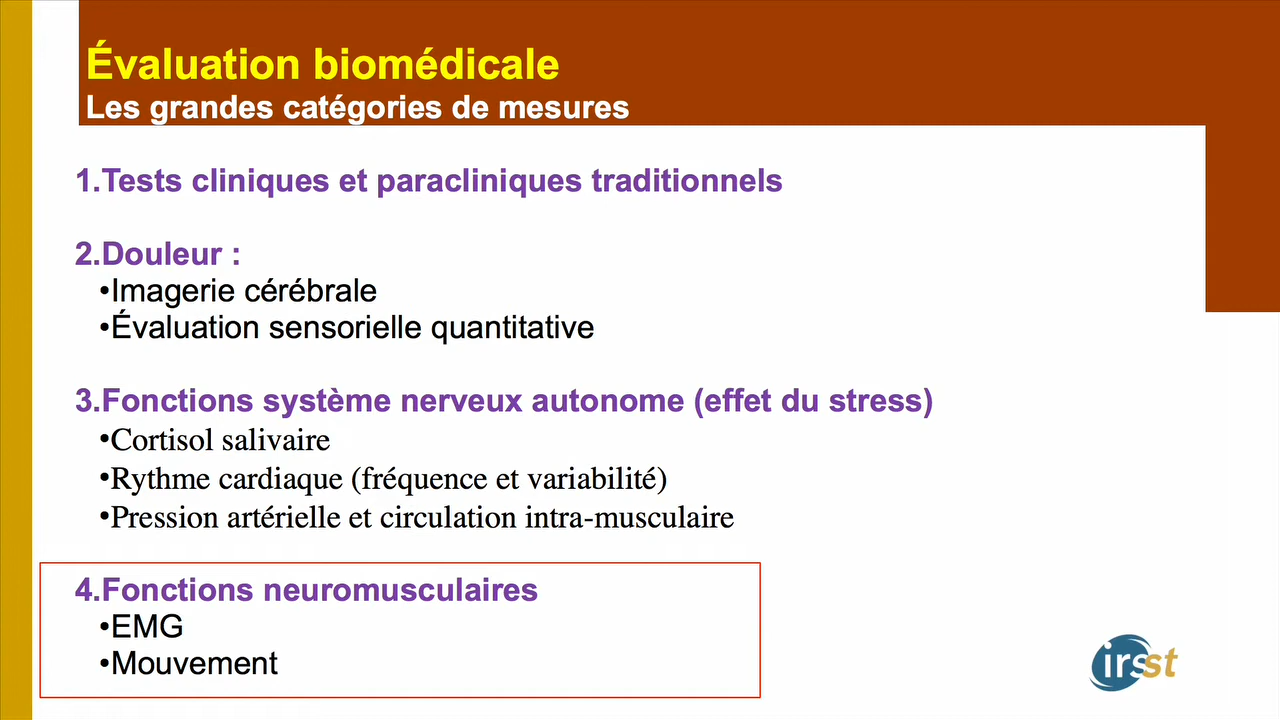 Évaluation biomédicale
Les grandes catégories de mesures
1.Tests cliniques et paracliniques traditionnels
2.Douleur :
•Imagerie cérébrale
•Évaluation sensorielle quantitative
3.Fonctions système nerveux autonome (effet du stress)
•Cortisol salivaire
•Rythme cardiaque (fréquence et variabilité)
•Pression artérielle et circulation intra-musculaire
4.Fonctions neuromusculaires
•EMG
•Mouvement
irsst